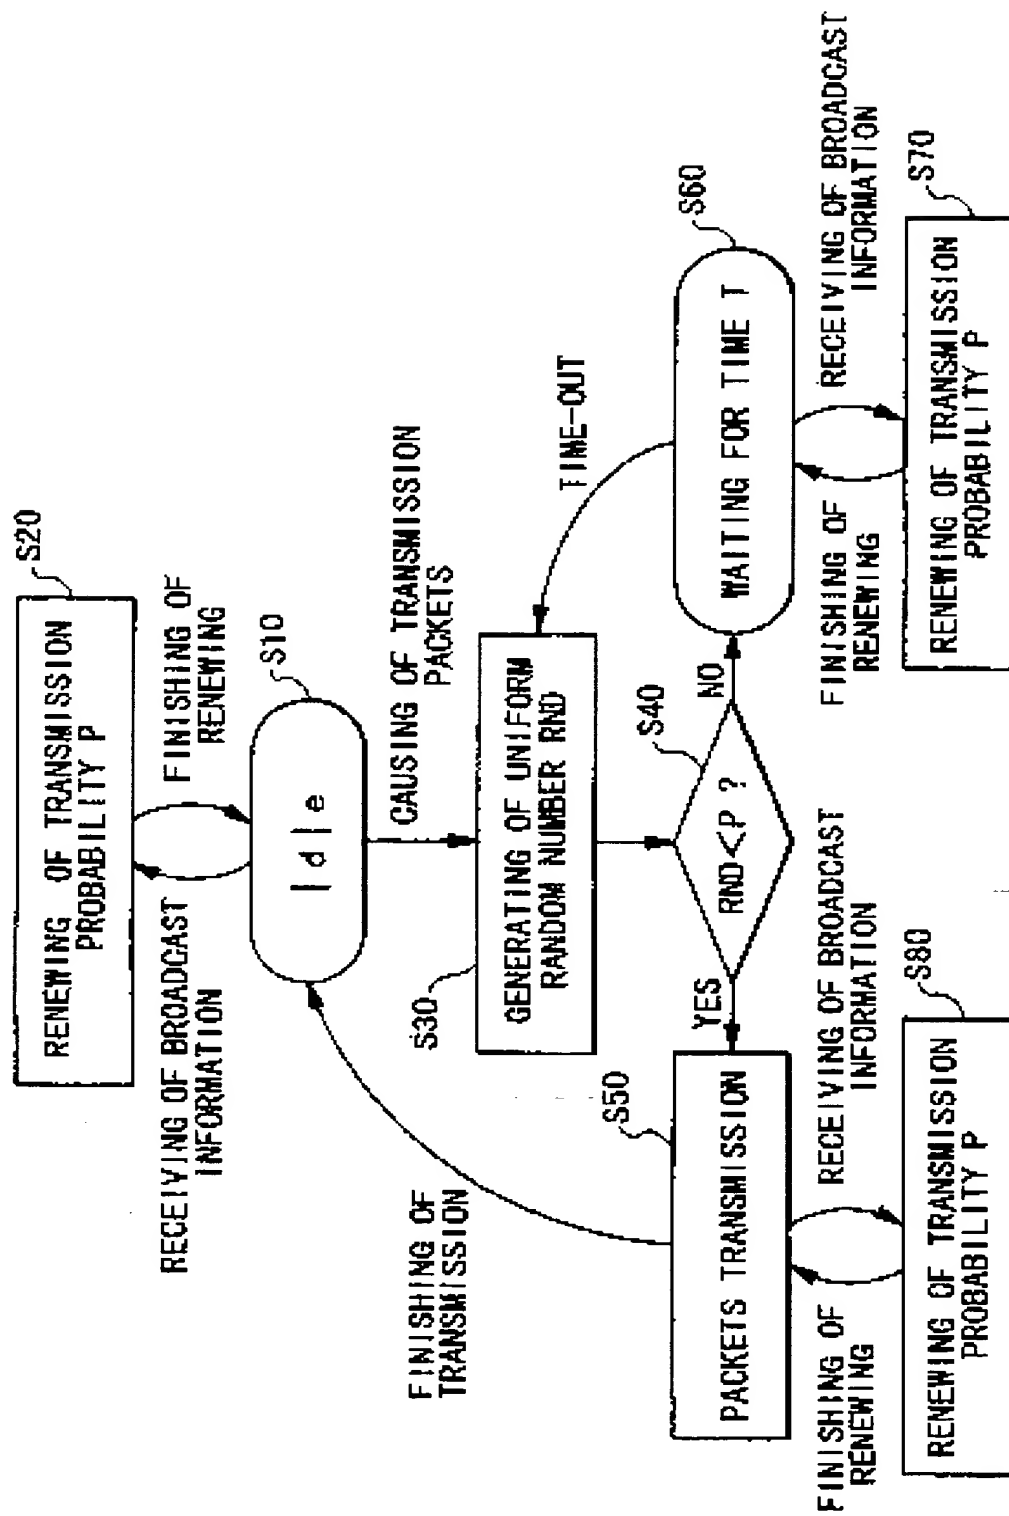 RENEWING OF TRANSMISSION
PROBABILITY P
S20
RECEIVING OF BROADCAST
INFORMATION
FINISHING OF
RENEWING
Idle
S10
CAUSING OF TRANSMISSION
PACKETS
FINISHING OF
TRANSMISSION
S30
GENERATING OF UNIFORM
RANDOM NUMBER RND
TIME-OUT
S40
RND<P ?
YES
NO
S50
PACKETS TRANSMISSION
S60
WAITING FOR TIME T
FINISHING OF
RENEWING
RECEIVING OF BROADCAST
INFORMATION
FINISHING OF
RENEWING
RECEIVING OF BROADCAST
INFORMATION
S80
RENEWING OF TRANSMISSION
PROBABILITY P
S70
RENEWING OF TRANSMISSION
PROBABILITY P